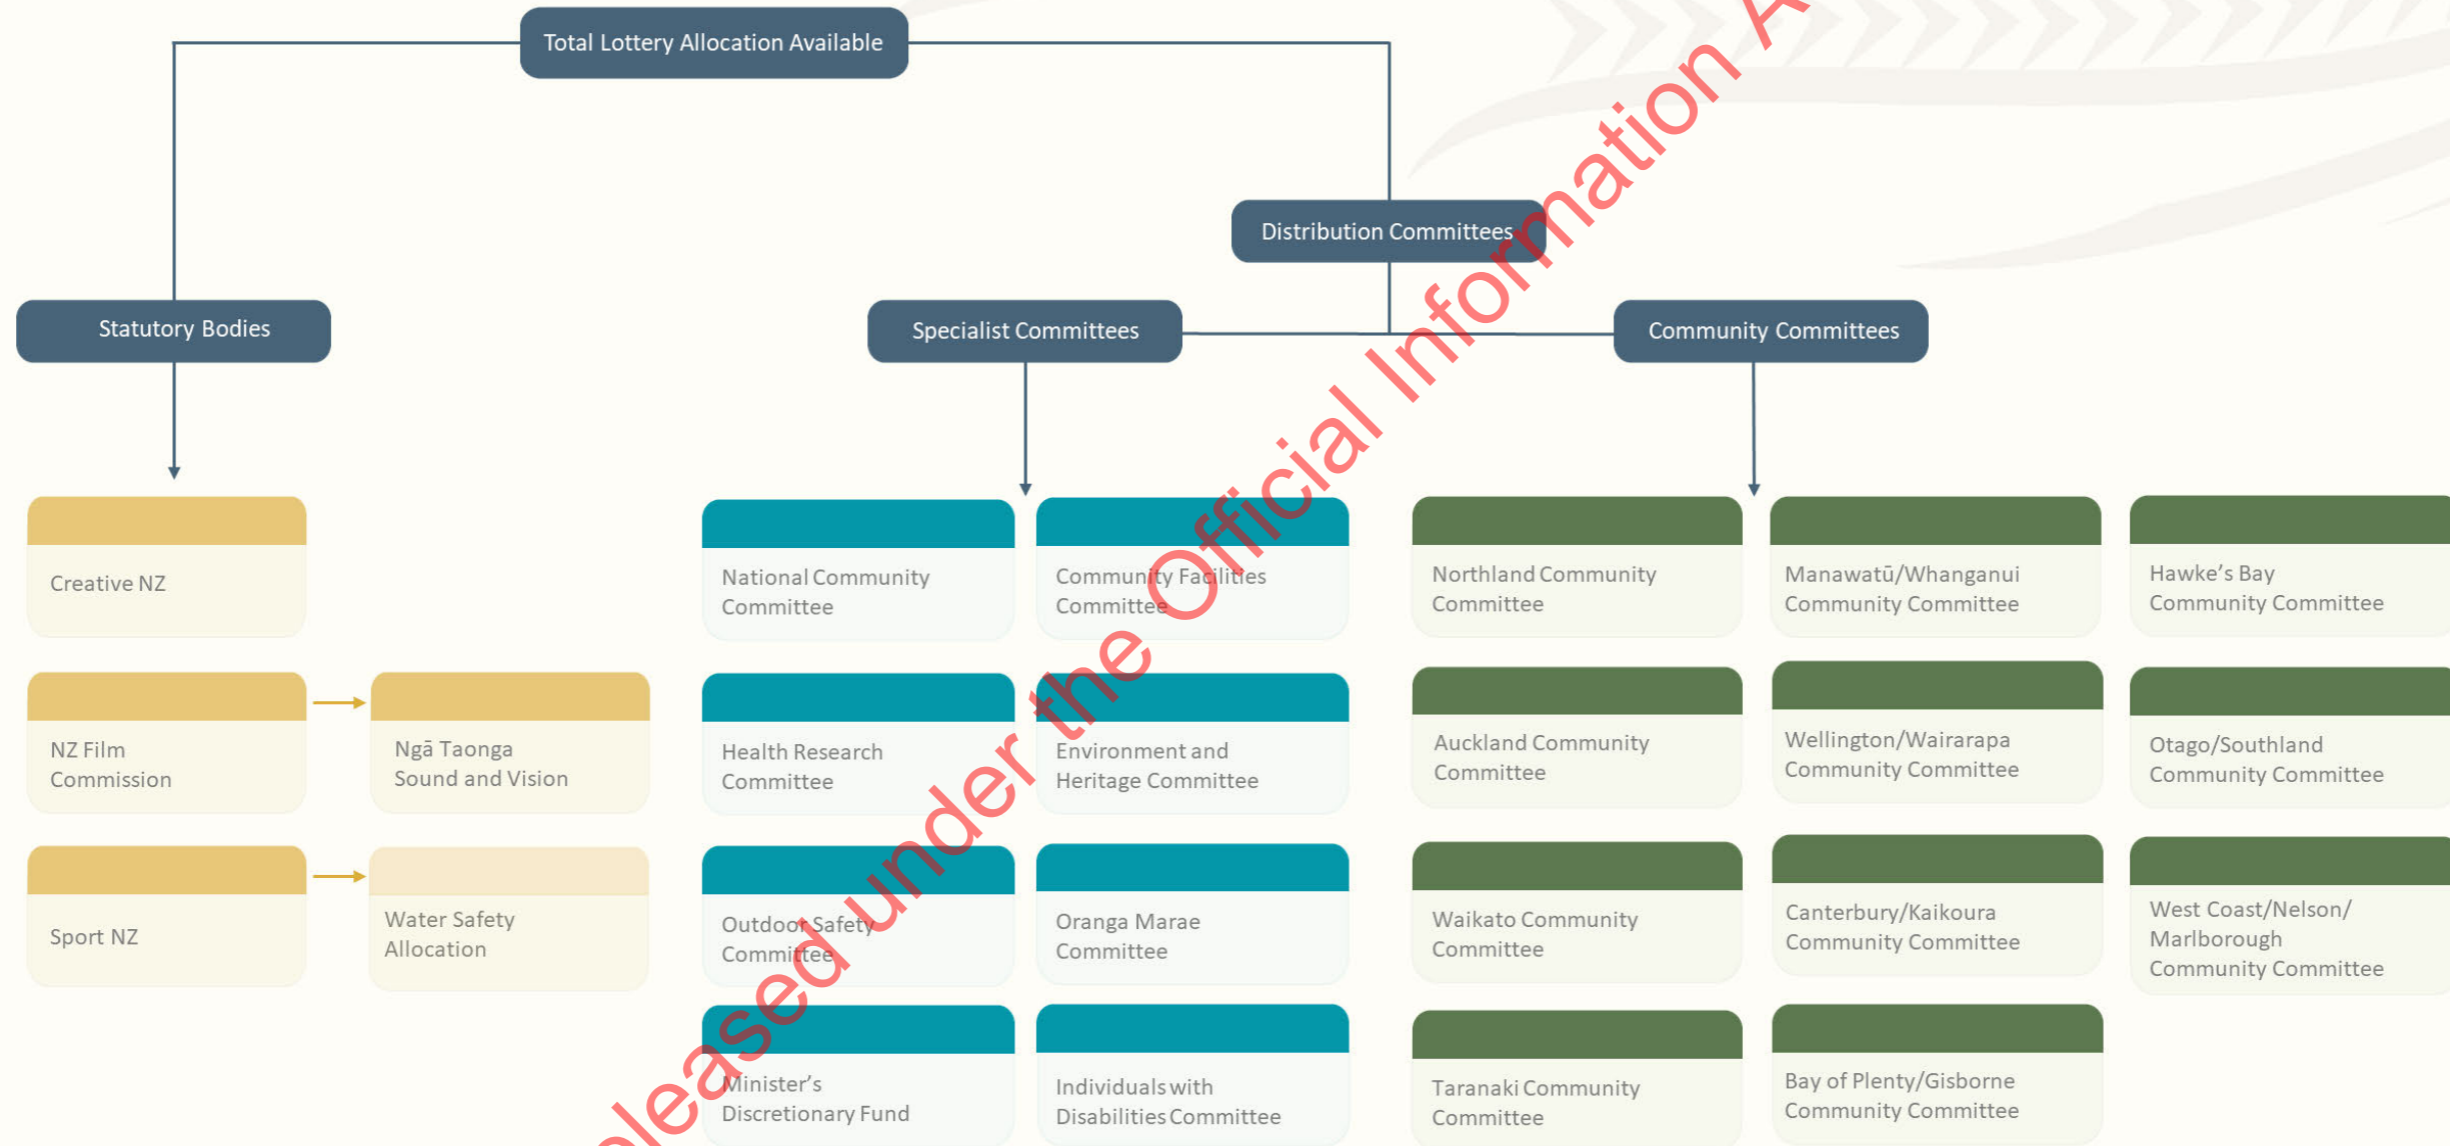 Total Lottery Allocation Available
Distribution Committees
Statutory Bodies
Specialist Committees
Community Committees
Creative NZ
NZ Film
Commission
Ngā Taonga
Sound and Vision
Sport NZ
Water Safety
Allocation
National Community
Committee
Community Facilities
Committee
Health Research
Committee
Environment and
Heritage Committee
Outdoor Safety
Committee
Oranga Marae
Committee
Minister's
Discretionary Fund
Individuals with
Disabilities Committee
Northland Community
Committee
Manawatū/Whanganui
Community Committee
Hawke's Bay
Community Committee
Auckland Community
Committee
Wellington/Wairarapa
Community Committee
Otago/Southland
Community Committee
Waikato Community
Committee
Canterbury/Kaikoura
Community Committee
West Coast/Nelson/
Marlborough
Community Committee
Taranaki Community
Committee
Bay of Plenty/Gisborne
Community Committee
under the Official Information